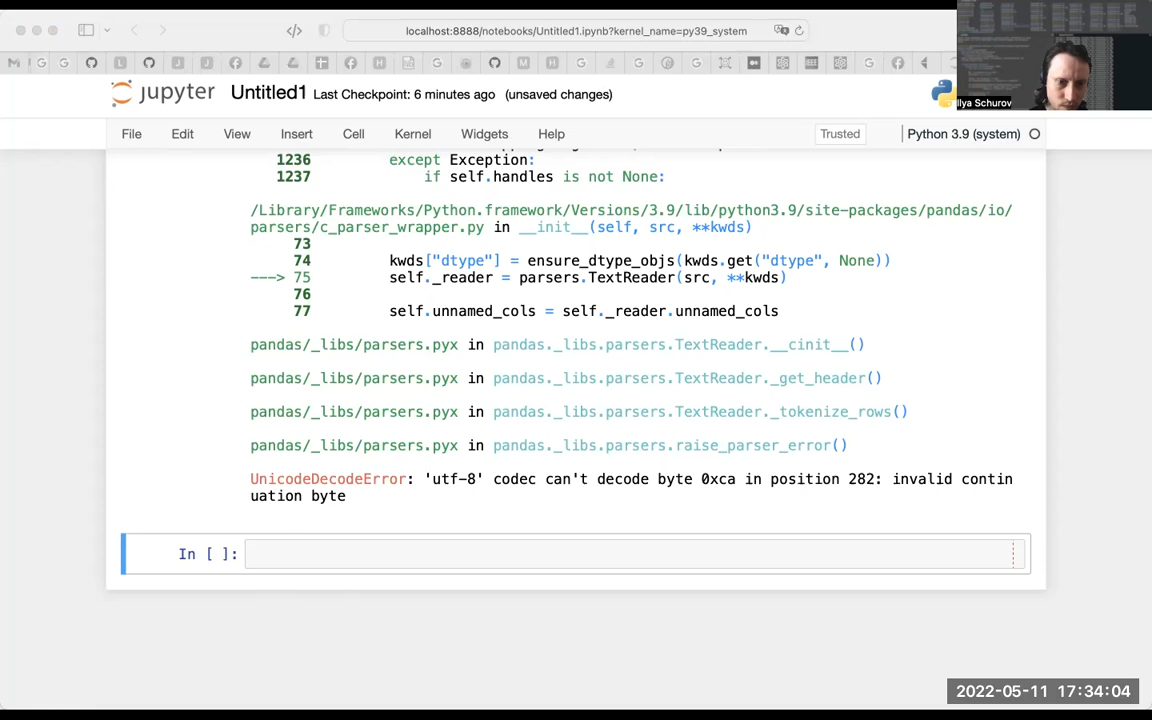 localhost:8888/notebooks/Untitled1.ipynb?kernel_name=py39_system
Ilya Schurov
jupyter Untitled1 Last Checkpoint: 6 minutes ago (unsaved changes)
File Edit View Insert Cell Kernel Widgets Help Trusted Python 3.9 (system)
1236 except Exception:
1237 if self.handles is not None:
/Library/Frameworks/Python.framework/Versions/3.9/lib/python3.9/site-packages/pandas/io/
parsers/c_parser_wrapper.py in __init__(self, src, **kwds)
73
74 kwds["dtype"] = ensure_dtype_objs(kwds.get("dtype", None))
---> 75 self._reader = parsers.TextReader(src, **kwds)
76
77 self.unnamed_cols = self._reader.unnamed_cols
pandas/_libs/parsers.pyx in pandas._libs.parsers.TextReader.__cinit__()
pandas/_libs/parsers.pyx in pandas._libs.parsers.TextReader._get_header()
pandas/_libs/parsers.pyx in pandas._libs.parsers.TextReader._tokenize_rows()
pandas/_libs/parsers.pyx in pandas._libs.parsers.raise_parser_error()
UnicodeDecodeError: 'utf-8' codec can't decode byte 0xca in position 282: invalid contin
uation byte
In [ ]:
2022-05-11 17:34:04